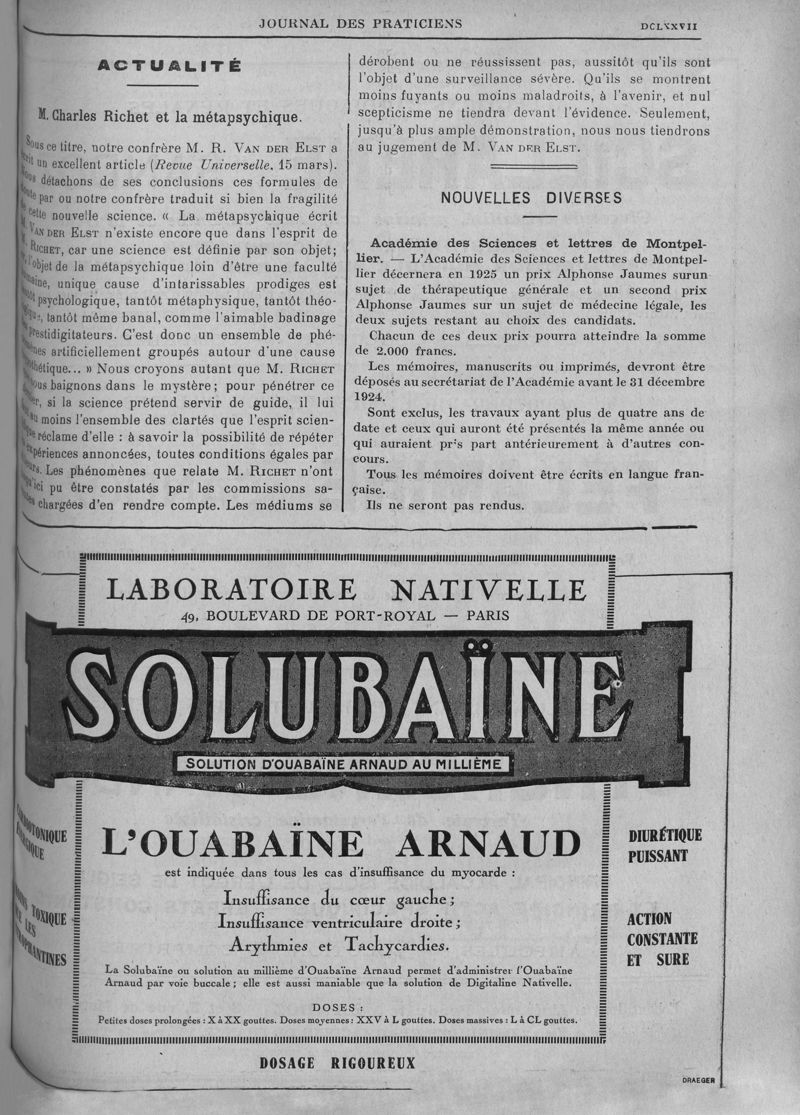 JOURNAL DES PRATICIENS
DCLXXVII
ACTUALITÉ
M. Charles Richet et la métapsychique.
Sous ce titre, notre confrère M. R. VAN DER ELST a
un excellent article (Revue Universelle, 15 mars).
détachons de ses conclusions ces formules de
par ou notre confrère traduit si bien la fragilité
cette nouvelle science. « La métapsychique écrit
VAN DER ELST n'existe encore que dans l'esprit de
RICHET, car une science est définie par son objet;
l'objet de la métapsychique loin d'être une faculté
unique cause d'intarissables prodiges est
psychologique, tantôt métaphysique, tantôt théo-
tantôt même banal, comme l'aimable badinage
prestidigitateurs. C'est donc un ensemble de phé-
artificiellement groupés autour d'une cause
» Nous croyons autant que M. RICHET
nous baignons dans le mystère; pour pénétrer ce
si la science prétend servir de guide, il lui
au moins l'ensemble des clartés que l'esprit scien-
réclame d'elle : à savoir la possibilité de répéter
expériences annoncées, toutes conditions égales par
Les phénomènes que relate M. RICHET n'ont
pu être constatés par les commissions sa-
chargées d'en rendre compte. Les médiums se
dérobent ou ne réussissent pas, aussitôt qu'ils sont
l'objet d'une surveillance sévère. Qu'ils se montrent
moins fuyants ou moins maladroits, à l'avenir, et nul
scepticisme ne tiendra devant l'évidence. Seulement,
jusqu'à plus ample démonstration, nous nous tiendrons
au jugement de M. VAN DER ELST.
NOUVELLES DIVERSES
Académie des Sciences et lettres de Montpel-
lier. — L'Académie des Sciences et lettres de Montpel-
lier décernera en 1925 un prix Alphonse Jaumes surun
sujet de thérapeutique générale et un second prix
Alphonse Jaumes sur un sujet de médecine légale, les
deux sujets restant au choix des candidats.
Chacun de ces deux prix pourra atteindre la somme
de 2.000 francs.
Les mémoires, manuscrits ou imprimés, devront être
déposés au secrétariat de l'Académie avant le 31 décembre
1924.
Sont exclus, les travaux ayant plus de quatre ans de
date et ceux qui auront été présentés la même année ou
qui auraient pris part antérieurement à d'autres con-
cours.
Tous les mémoires doivent être écrits en langue fran-
çaise.
Ils ne seront pas rendus.
LABORATOIRE NATIVELLE
49, BOULEVARD DE PORT-ROYAL — PARIS
SOLUBAÏNE
SOLUTION D'OUABAÏNE ARNAUD AU MILLIÈME
L'OUABAÏNE ARNAUD
est indiquée dans tous les cas d'insuffisance du myocarde :
Insuffisance du cœur gauche ;
Insuffisance ventriculaire droite ;
Arythmies et Tachycardies.
La Solubaïne ou solution au millième d'Ouabaïne Arnaud permet d'administrer l'Ouabaïne
Arnaud par voie buccale ; elle est aussi maniable que la solution de Digitaline Nativelle.
DOSES :
Petites doses prolongées : X à XX gouttes. Doses moyennes : XXV à L gouttes. Doses massives : L à CL gouttes.
TOXIQUE
LES
DIURÉTIQUE
PUISSANT
ACTION
CONSTANTE
ET SURE
DOSAGE RIGOUREUX
DRAEGER